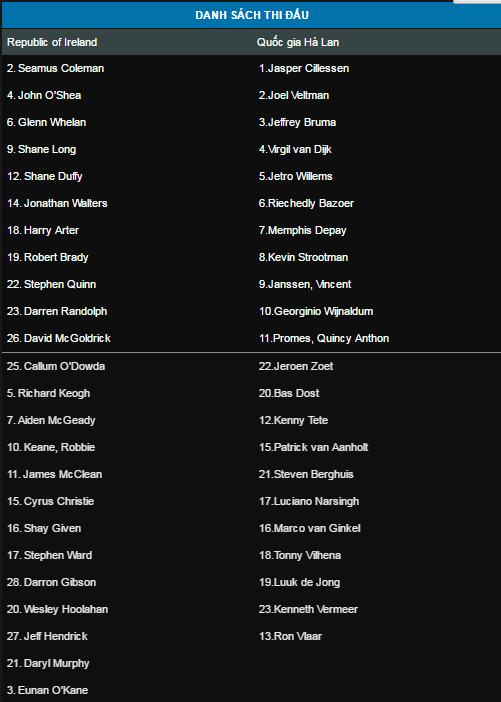 DANH SÁCH THI ĐẤU
Republic of Ireland Quốc gia Hà Lan
2. Seamus Coleman 1.Jasper Cillessen
4. John O'Shea 2.Joel Veltman
6. Glenn Whelan 3.Jeffrey Bruma
9. Shane Long 4.Virgil van Dijk
12. Shane Duffy 5.Jetro Willems
14. Jonathan Walters 6.Riechedly Bazoer
18. Harry Arter 7.Memphis Depay
19. Robert Brady 8.Kevin Strootman
22. Stephen Quinn 9.Janssen, Vincent
23. Darren Randolph 10.Georginio Wijnaldum
26. David McGoldrick 11.Promes, Quincy Anthon
25. Callum O'Dowda 22.Jeroen Zoet
5. Richard Keogh 20.Bas Dost
7. Aiden McGeady 12.Kenny Tete
10. Keane, Robbie 15.Patrick van Aanholt
11. James McClean 21.Steven Berghuis
15. Cyrus Christie 17.Luciano Narsingh
16. Shay Given 16.Marco van Ginkel
17. Stephen Ward 18.Tonny Vilhena
28. Darron Gibson 19.Luuk de Jong
20. Wesley Hoolahan 23.Kenneth Vermeer
27. Jeff Hendrick 13.Ron Vlaar
21. Daryl Murphy
3. Eunan O'Kane